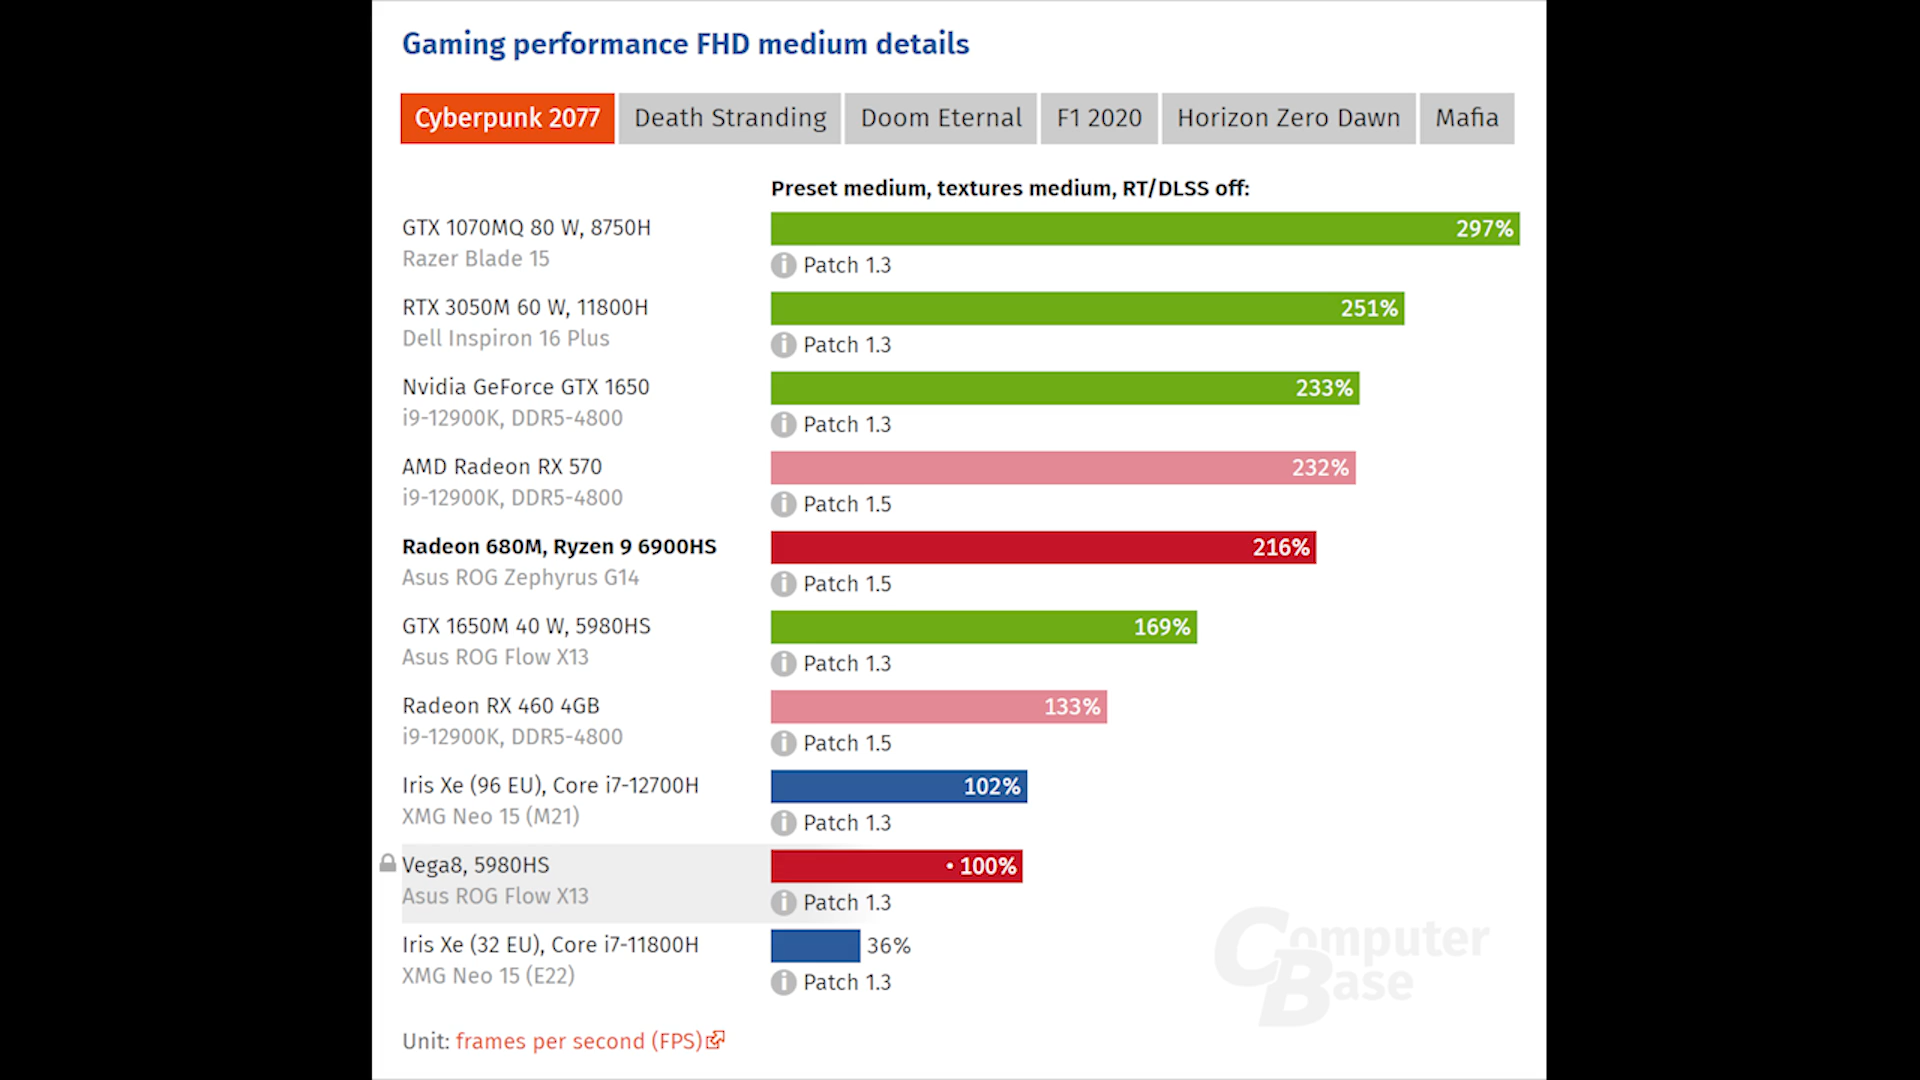 Gaming performance FHD medium details
Cyberpunk 2077 Death Stranding Doom Eternal F1 2020 Horizon Zero Dawn Mafia
Preset medium, textures medium, RT/DLSS off:
GTX 1070MQ 80 W, 8750H 297%
Razer Blade 15 i Patch 1.3
RTX 3050M 60 W, 11800H 251%
Dell Inspiron 16 Plus i Patch 1.3
Nvidia GeForce GTX 1650 233%
i9-12900K, DDR5-4800 i Patch 1.3
AMD Radeon RX 570 232%
i9-12900K, DDR5-4800 i Patch 1.5
Radeon 680M, Ryzen 9 6900HS 216%
Asus ROG Zephyrus G14 i Patch 1.5
GTX 1650M 40 W, 5980HS 169%
Asus ROG Flow X13 i Patch 1.3
Radeon RX 460 4GB 133%
i9-12900K, DDR5-4800 i Patch 1.5
Iris Xe (96 EU), Core i7-12700H 102%
XMG Neo 15 (M21) i Patch 1.3
Vega8, 5980HS • 100%
Asus ROG Flow X13 i Patch 1.3
Iris Xe (32 EU), Core i7-11800H 36%
XMG Neo 15 (E22) i Patch 1.3
Computer
Base
Unit: frames per second (FPS)